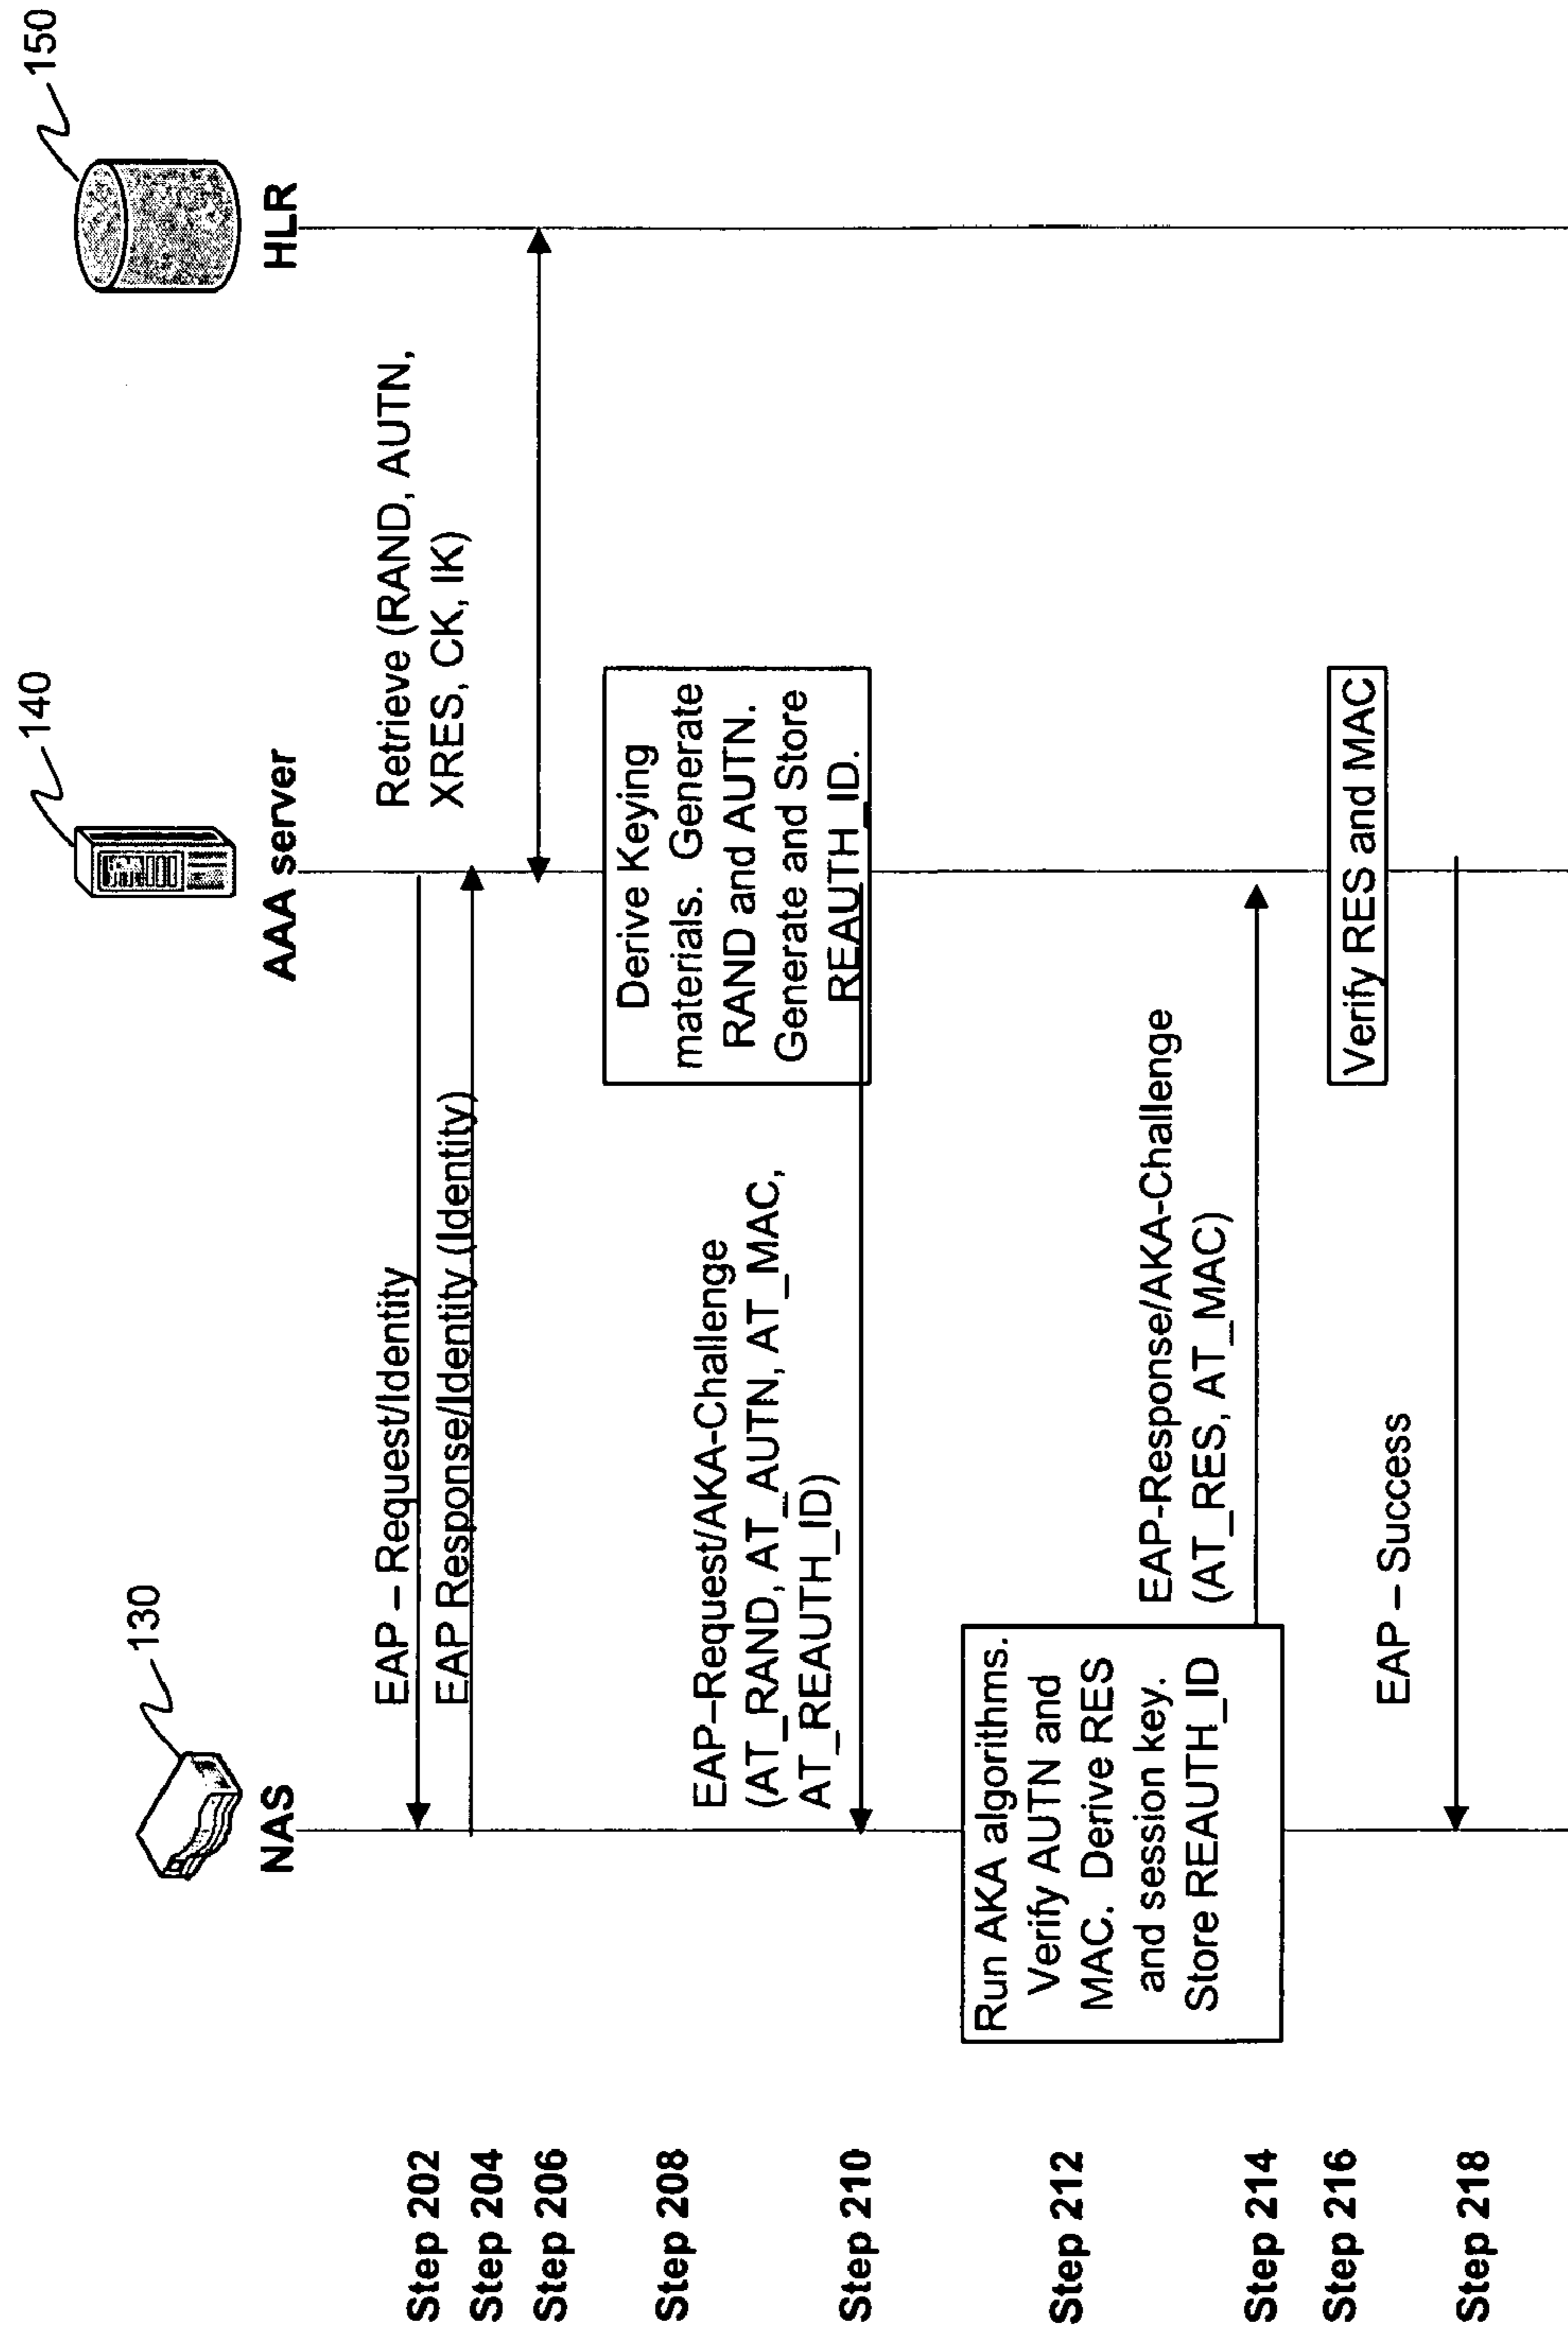 130
140
150
NAS
AAA server
HLR
Step 202
EAP – Request/Identity
Step 204
EAP Response/Identity (Identity)
Step 206
Retrieve (RAND, AUTN,
XRES, CK, IK)
Step 208
Derive Keying
materials. Generate
RAND and AUTN.
Generate and Store
REAUTH_ID.
Step 210
EAP–Request/AKA-Challenge
(AT_RAND, AT_AUTN, AT_MAC,
AT_REAUTH_ID)
Step 212
Run AKA algorithms.
Verify AUTN and
MAC. Derive RES
and session key.
Store REAUTH_ID
Step 214
EAP-Response/AKA-Challenge
(AT_RES, AT_MAC)
Step 216
Verify RES and MAC
Step 218
EAP – Success